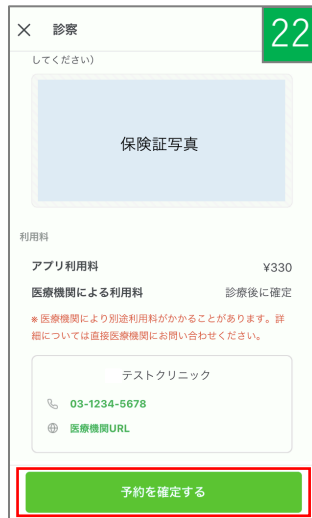 診察
22
してください）
保険証写真
利用料
アプリ利用料 ¥330
医療機関による利用料 診療後に確定
* 医療機関により別途利用料がかかることがあります。詳
細については直接医療機関にお問い合わせください。
テストクリニック
03-1234-5678
医療機関URL
予約を確定する